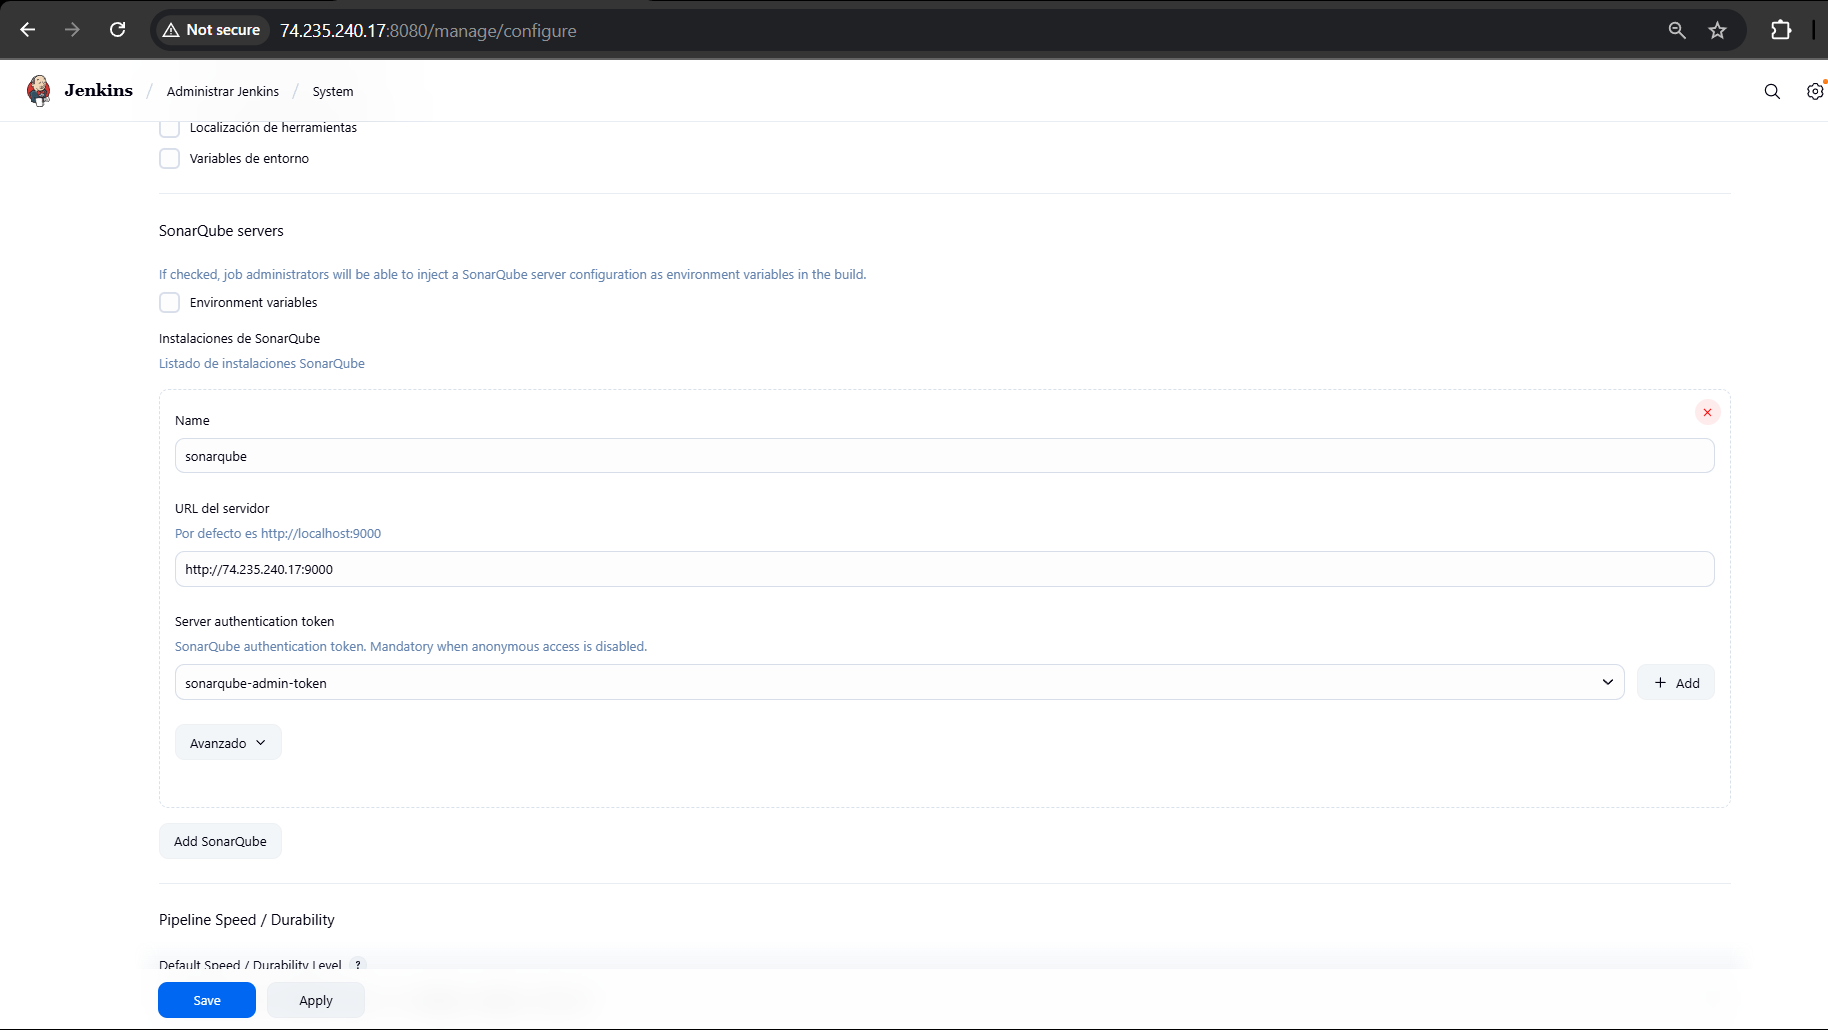 Not secure 74.235.240.17:8080/manage/configure
Jenkins / Administrar Jenkins / System
Localización de herramientas
Variables de entorno
SonarQube servers
If checked, job administrators will be able to inject a SonarQube server configuration as environment variables in the build.
Environment variables
Instalaciones de SonarQube
Listado de instalaciones SonarQube
Name
sonarqube
URL del servidor
Por defecto es http://localhost:9000
http://74.235.240.17:9000
Server authentication token
SonarQube authentication token. Mandatory when anonymous access is disabled.
sonarqube-admin-token
+ Add
Avanzado
Add SonarQube
Pipeline Speed / Durability
Default Speed / Durability Level ?
Save Apply